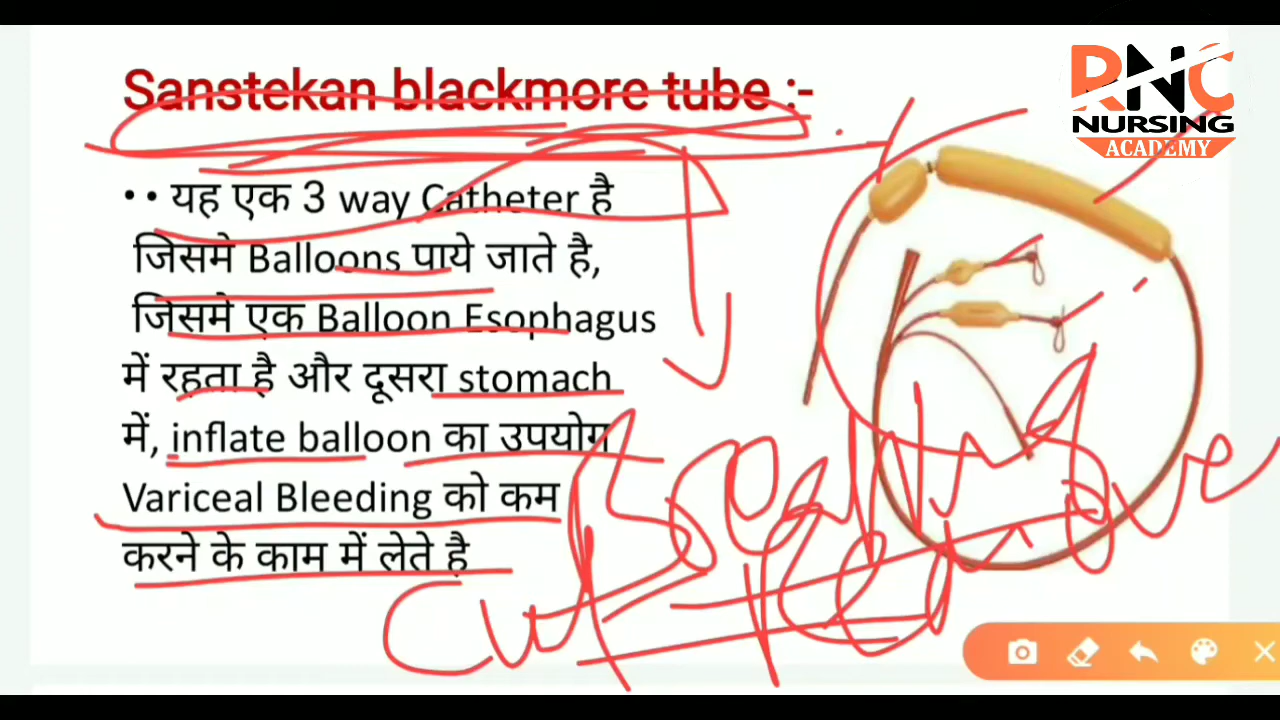 Sanstekan blackmore tube :-
RNC
NURSING
ACADEMY
• • यह एक 3 way Catheter है
जिसमे Balloons पाये जाते है,
जिसमे एक Balloon Esophagus
में रहता है और दूसरा stomach
में, inflate balloon का उपयोग
Variceal Bleeding को कम
करने के काम में लेते है